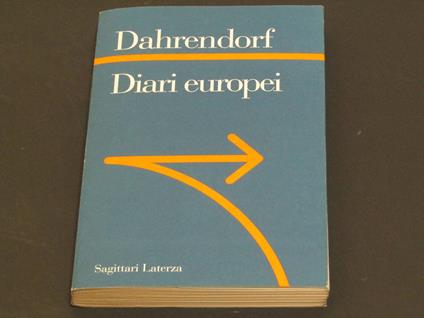 Dahrendorf
Diari europei
Sagittari Laterza